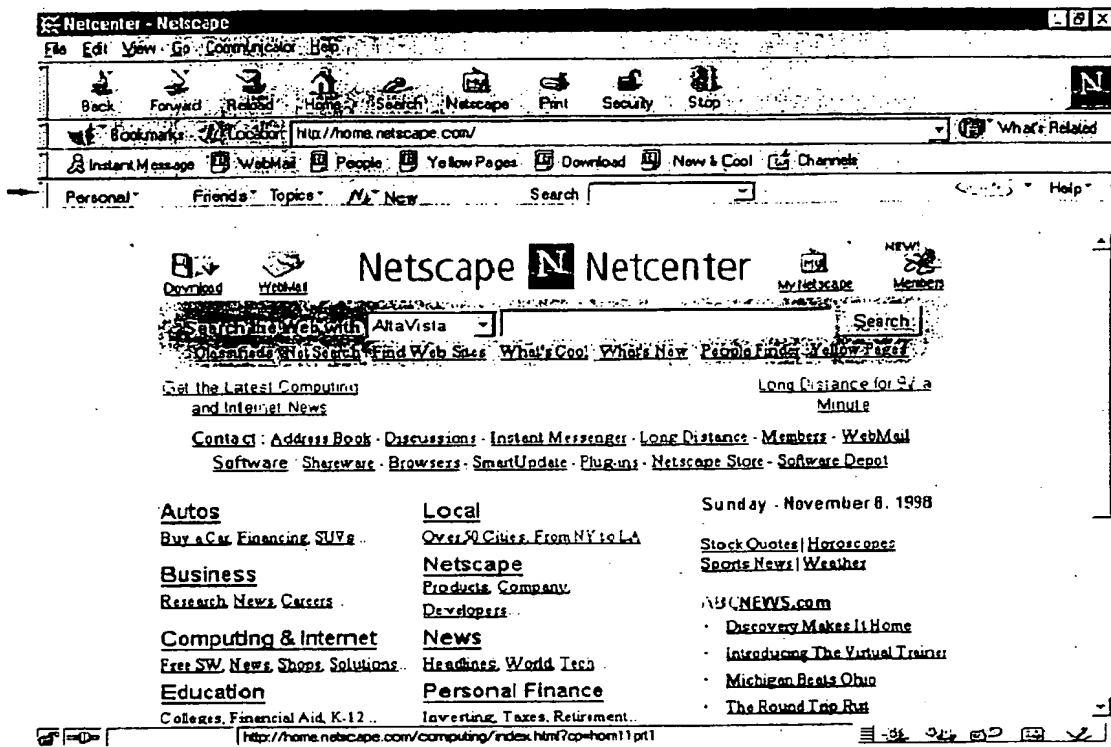 Netcenter - Netscape
File Edit View Go Communicator Help
Back Forward Reload Home Search Netscape Print Security Stop
Bookmarks Location: http://home.netscape.com/ What's Related
Instant Message WebMail People Yellow Pages Download New & Cool Channels
Personal Friends Topics New Search Help
Download WebMail Netscape N Netcenter My Netscape NEW! Members
Search the Web with AltaVista Search
Classifieds Net Search Find Web Sites What's Cool What's New People Finder Yellow Pages
Get the Latest Computing
and Internet News
Long Distance for 9¢ a
Minute
Contact : Address Book - Discussions - Instant Messenger - Long Distance - Members - WebMail
Software : Shareware - Browsers - SmartUpdate - Plug-ins - Netscape Store - Software Depot
Autos
Buy a Car, Financing, SUVs ..
Business
Research, News, Careers ..
Computing & Internet
Free SW, News, Shops, Solutions..
Education
Colleges, Financial Aid, K-12 ..
Local
Over 50 Cities, From NY to LA
Netscape
Products, Company,
Developers...
News
Headlines, World, Tech ..
Personal Finance
Investing, Taxes, Retirement..
Sunday - November 8, 1998
Stock Quotes | Horoscopes
Sports News | Weather
ABCNEWS.com
· Discovery Makes It Home
· Introducing The Virtual Trainer
· Michigan Beats Ohio
· The Round Trip Rut
http://home.netscape.com/computing/index.html?cp=hom11prt1